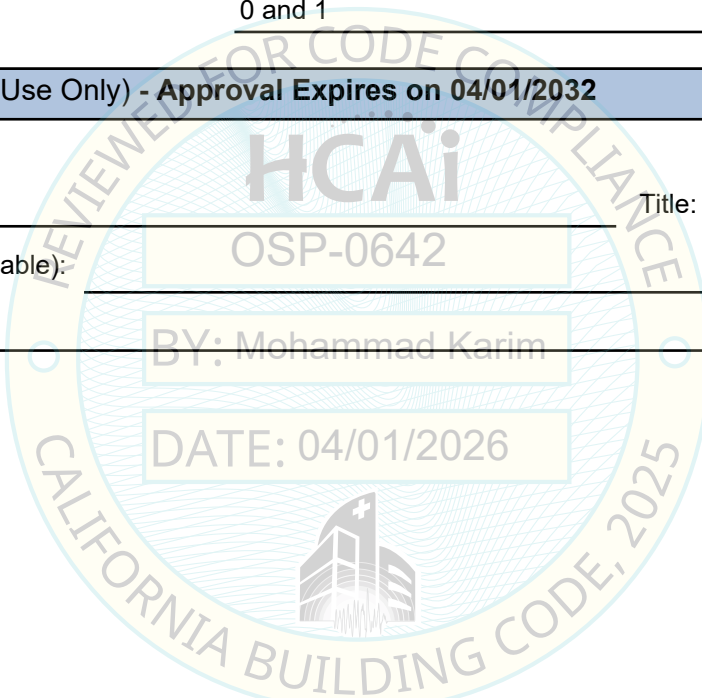 0 and 1
Use Only) - Approval Expires on 04/01/2032
REVIEWED FOR CODE COMPLIANCE
HCAi
Title:
OSP-0642
able):
BY: Mohammad Karim
DATE: 04/01/2026
CALIFORNIA BUILDING CODE, 2025